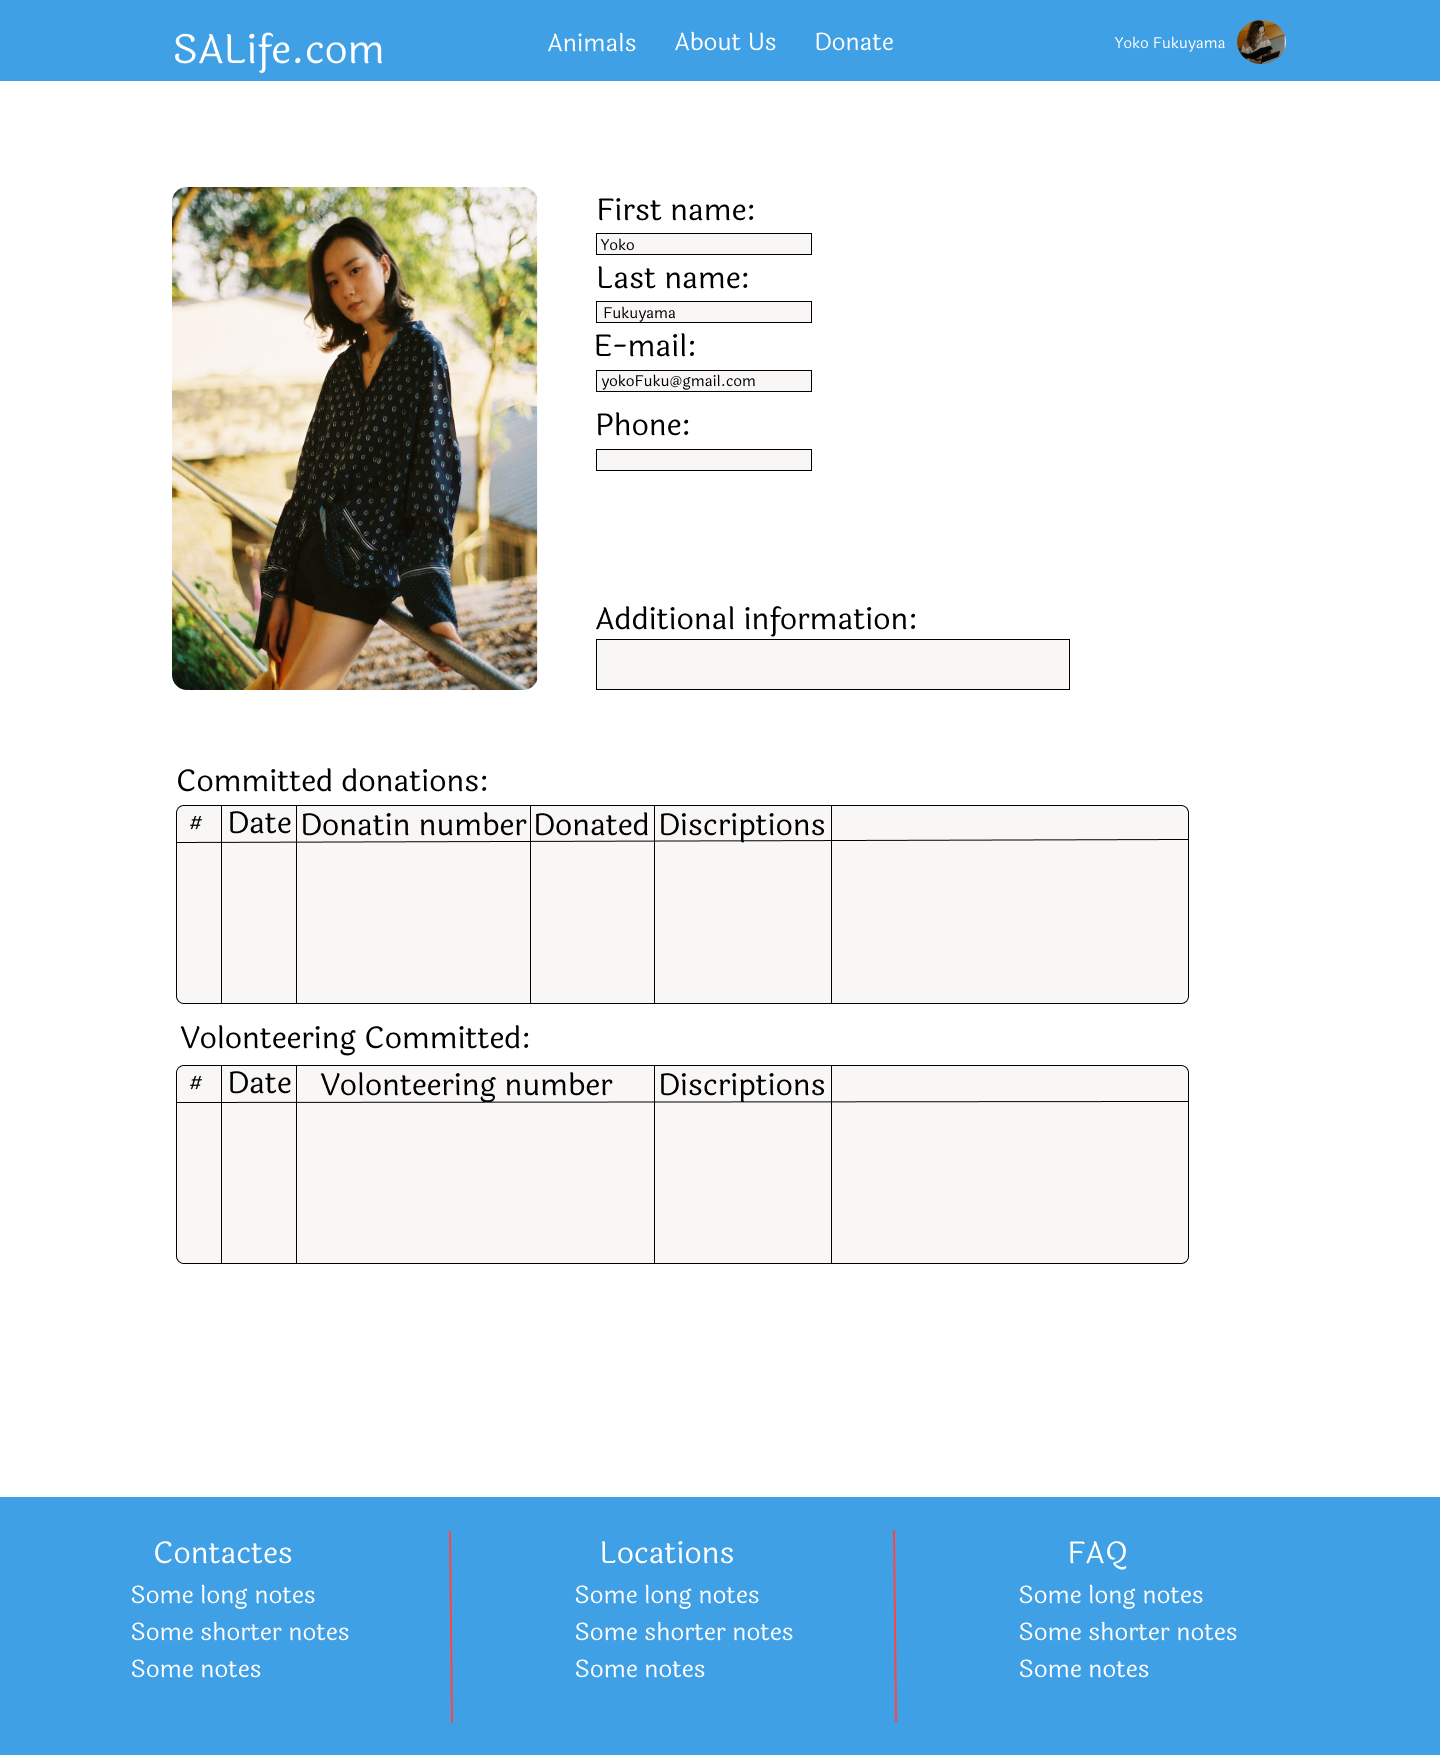 SALife.com
Animals
About Us
Donate
Yoko Fukuyama
First name:
Yoko
Last name:
Fukuyama
E-mail:
yokoFuku@gmail.com
Phone:
Additional information:
Committed donations:
# Date Donatin number Donated Discriptions
Volonteering Committed:
# Date Volonteering number Discriptions
Contactes
Some long notes
Some shorter notes
Some notes
Locations
Some long notes
Some shorter notes
Some notes
FAQ
Some long notes
Some shorter notes
Some notes